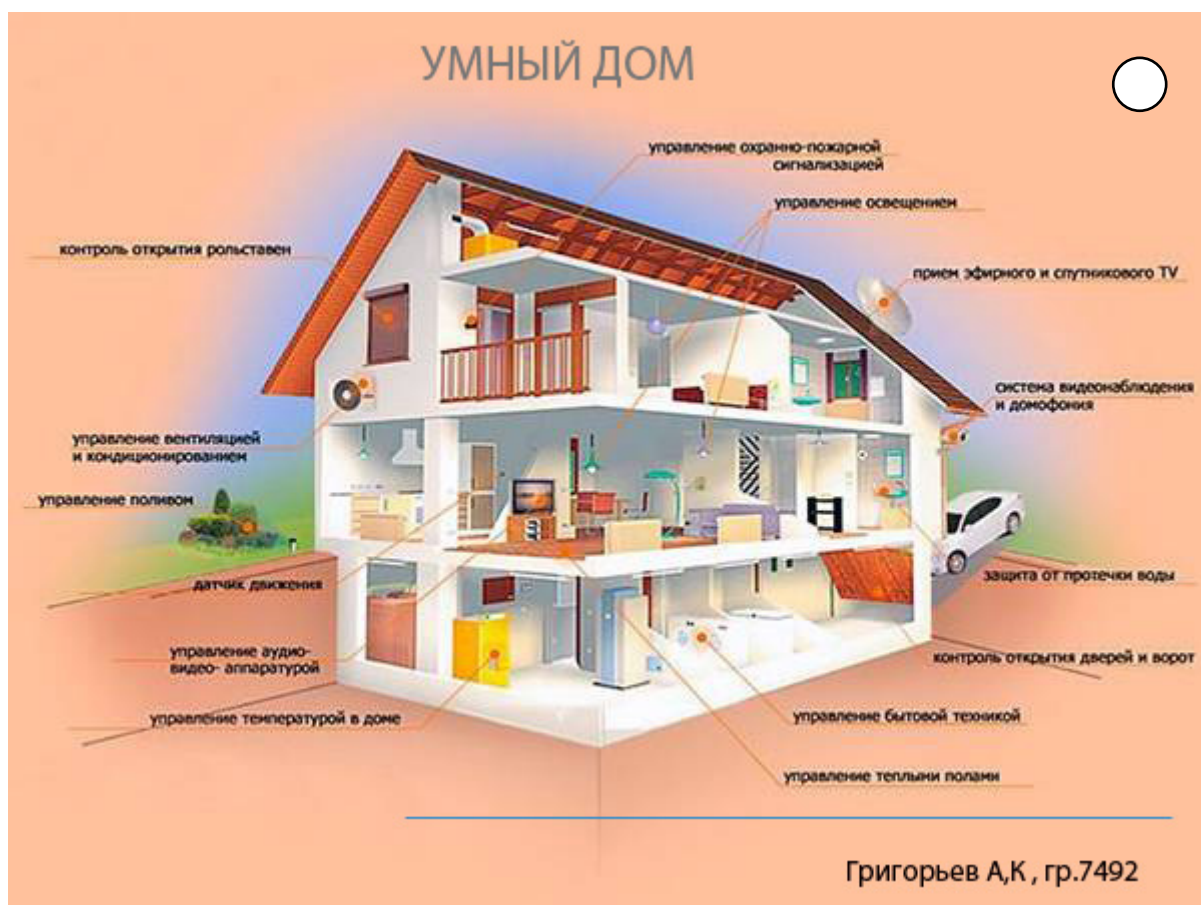 УМНЫЙ ДОМ
управление охранно-пожарной
сигнализацией
управление освещением
контроль открытия рольставен
прием эфирного и спутникового TV
система видеонаблюдения
и домофония
управление вентиляцией
и кондиционированием
управление поливом
датчик движения
защита от протечки воды
управление аудио-
видео- аппаратурой
контроль открытия дверей и ворот
управление температурой в доме
управление бытовой техникой
управление теплыми полами
Григорьев А,К , гр.7492